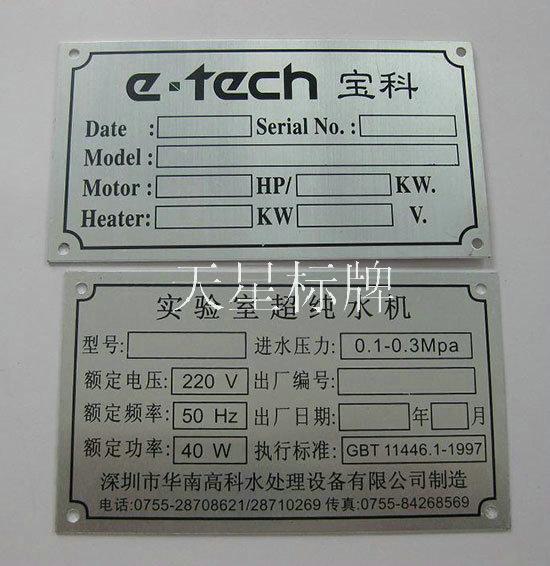 e·tech 宝科
Date : Serial No. :
Model :
Motor : HP/ KW.
Heater: KW V.
天星标牌
实验室超纯水机
型号: 进水压力: 0.1-0.3Mpa
额定电压: 220 V 出厂编号:
额定频率: 50 Hz 出厂日期: 年 月
额定功率: 40 W 执行标准: GBT 11446.1-1997
深圳市华南高科水处理设备有限公司制造
电话:0755-28708621/28710269 传真:0755-84268569